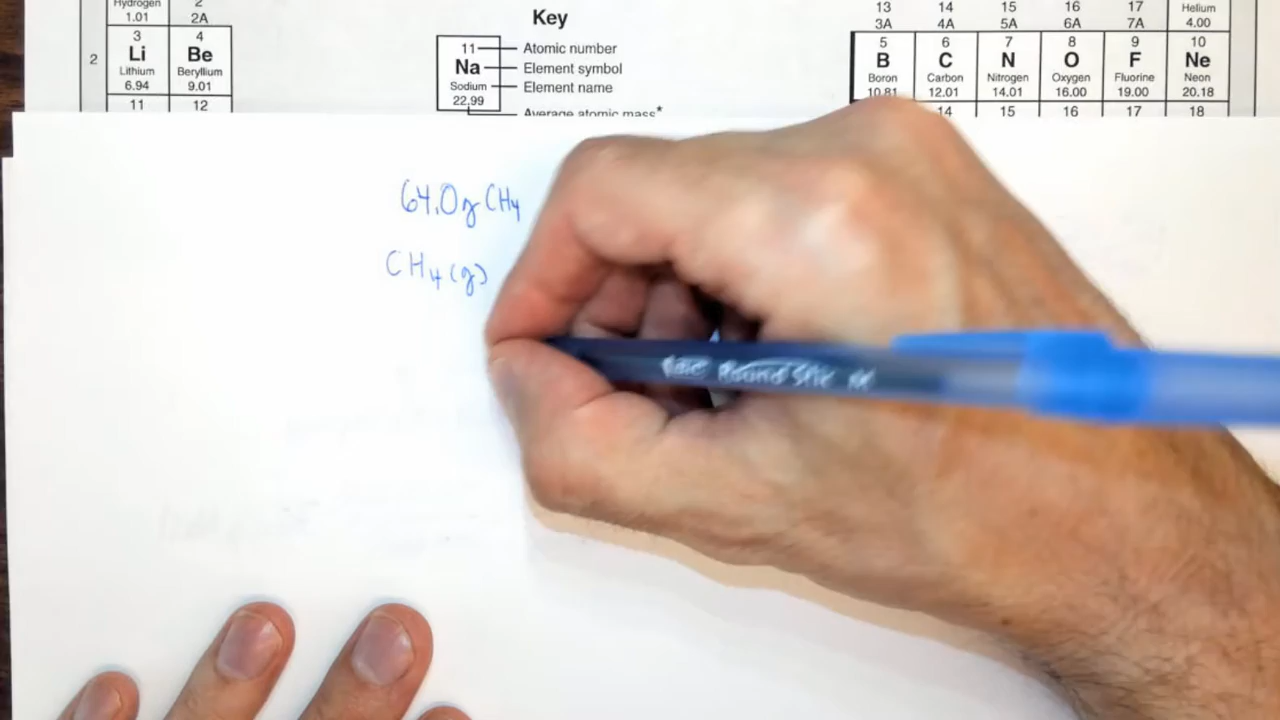 Hydrogen 2 13 14 15 16 17 Helium
1.01 2A Key 3A 4A 5A 6A 7A 4.00
3 4 11 Atomic number 5 6 7 8 9 10
2 Li Be Na Element symbol B C N O F Ne
Lithium Beryllium Sodium Element name Boron Carbon Nitrogen Oxygen Fluorine Neon
6.94 9.01 22.99 Average atomic mass* 10.81 12.01 14.01 16.00 19.00 20.18
11 12 14 15 16 17 18
64.0g CH4
CH4(g)
Round Stic M